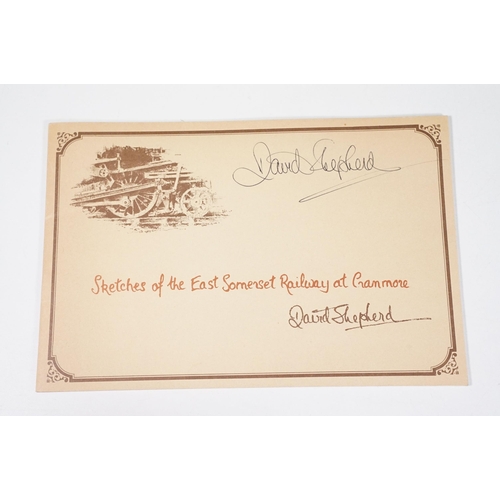 David Shepherd
Sketches of the East Somerset Railway at Cranmore
David Shepherd